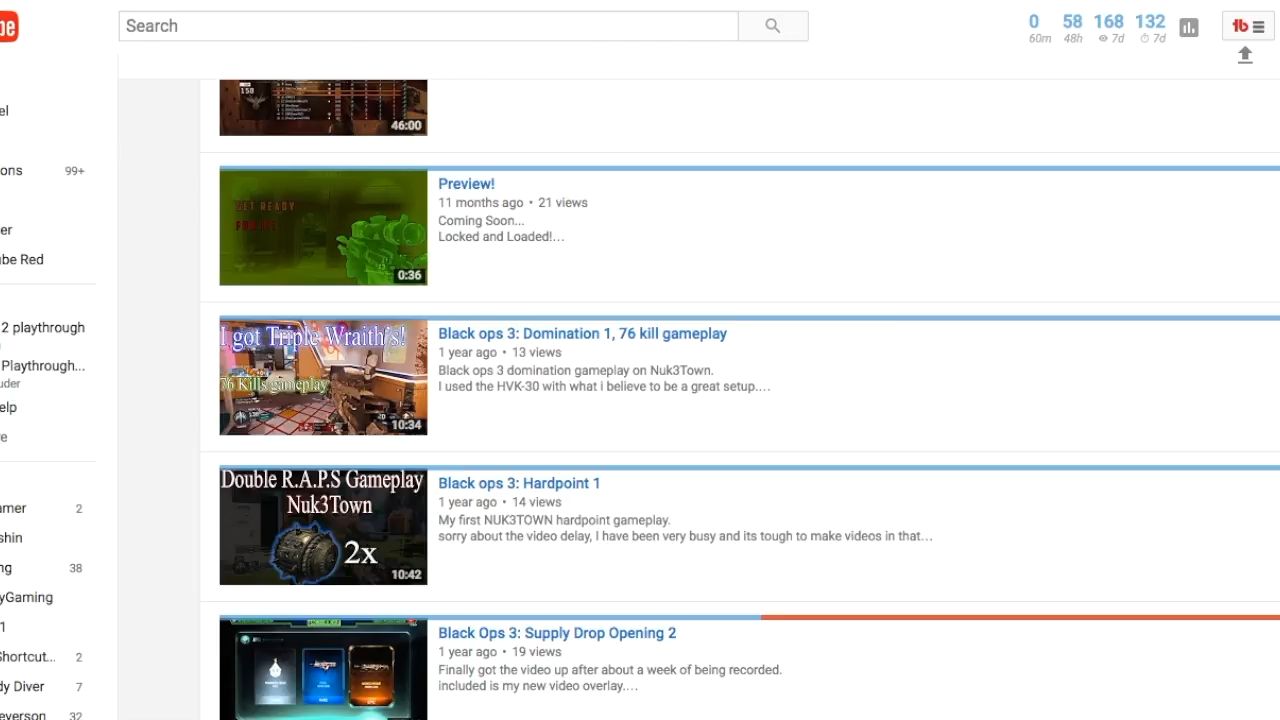 be
Search
0 58 168 132
60m 48h 7d 7d
tb
el
ons 99+
er
be Red
2 playthrough
Playthrough...
uder
elp
re
amer 2
shin
ng 38
yGaming
1
Shortcut... 2
dy Diver 7
everson 32
150
46:00
GET READY
0:36
Preview!
11 months ago • 21 views
Coming Soon...
Locked and Loaded!...
I got Triple Wraith's!
76 Kills gameplay
10:34
Black ops 3: Domination 1, 76 kill gameplay
1 year ago • 13 views
Black ops 3 domination gameplay on Nuk3Town.
I used the HVK-30 with what i believe to be a great setup....
Double R.A.P.S Gameplay
Nuk3Town
2x
10:42
Black ops 3: Hardpoint 1
1 year ago • 14 views
My first NUK3TOWN hardpoint gameplay.
sorry about the video delay, I have been very busy and its tough to make videos in that...
Black Ops 3: Supply Drop Opening 2
1 year ago • 19 views
Finally got the video up after about a week of being recorded.
included is my new video overlay....